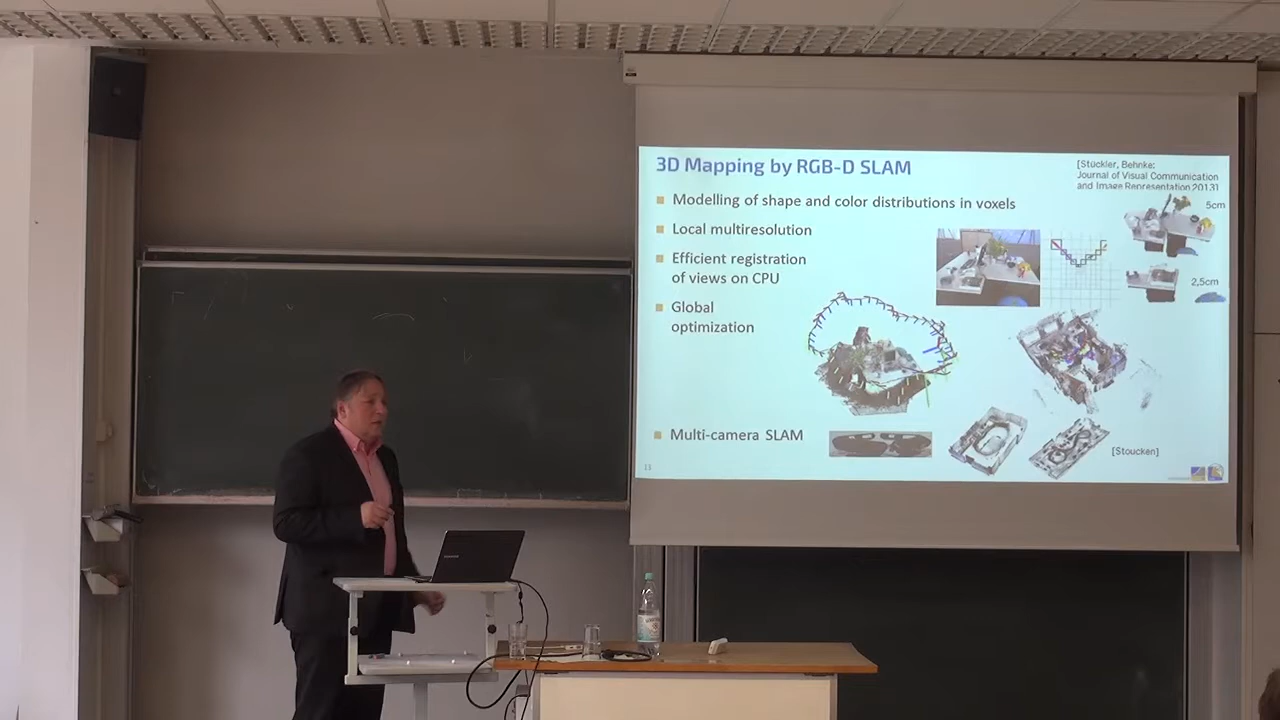 3D Mapping by RGB-D SLAM
[Stückler, Behnke:
Journal of Visual Communication
and Image Representation 2013]
Modelling of shape and color distributions in voxels
5cm
Local multiresolution
Efficient registration
of views on CPU
2,5cm
Global
optimization
Multi-camera SLAM
[Stoucken]
11
SAMSUNG